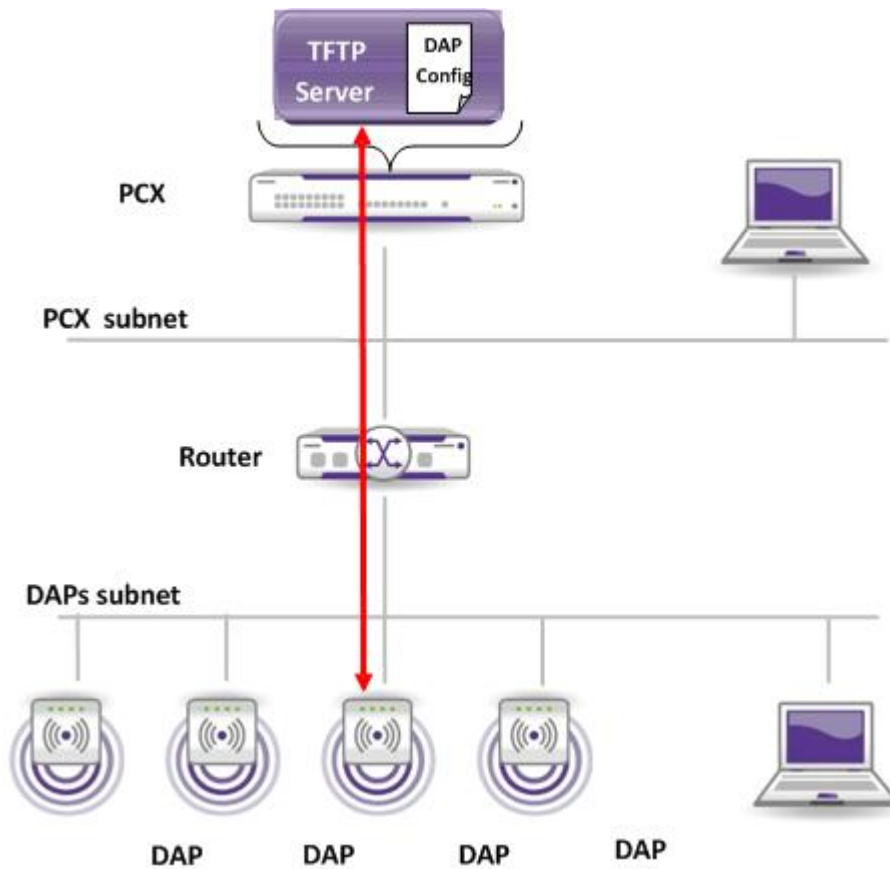 TFTP
Server
DAP
Config
PCX
PCX subnet
Router
DAPs subnet
DAP
DAP
DAP
DAP